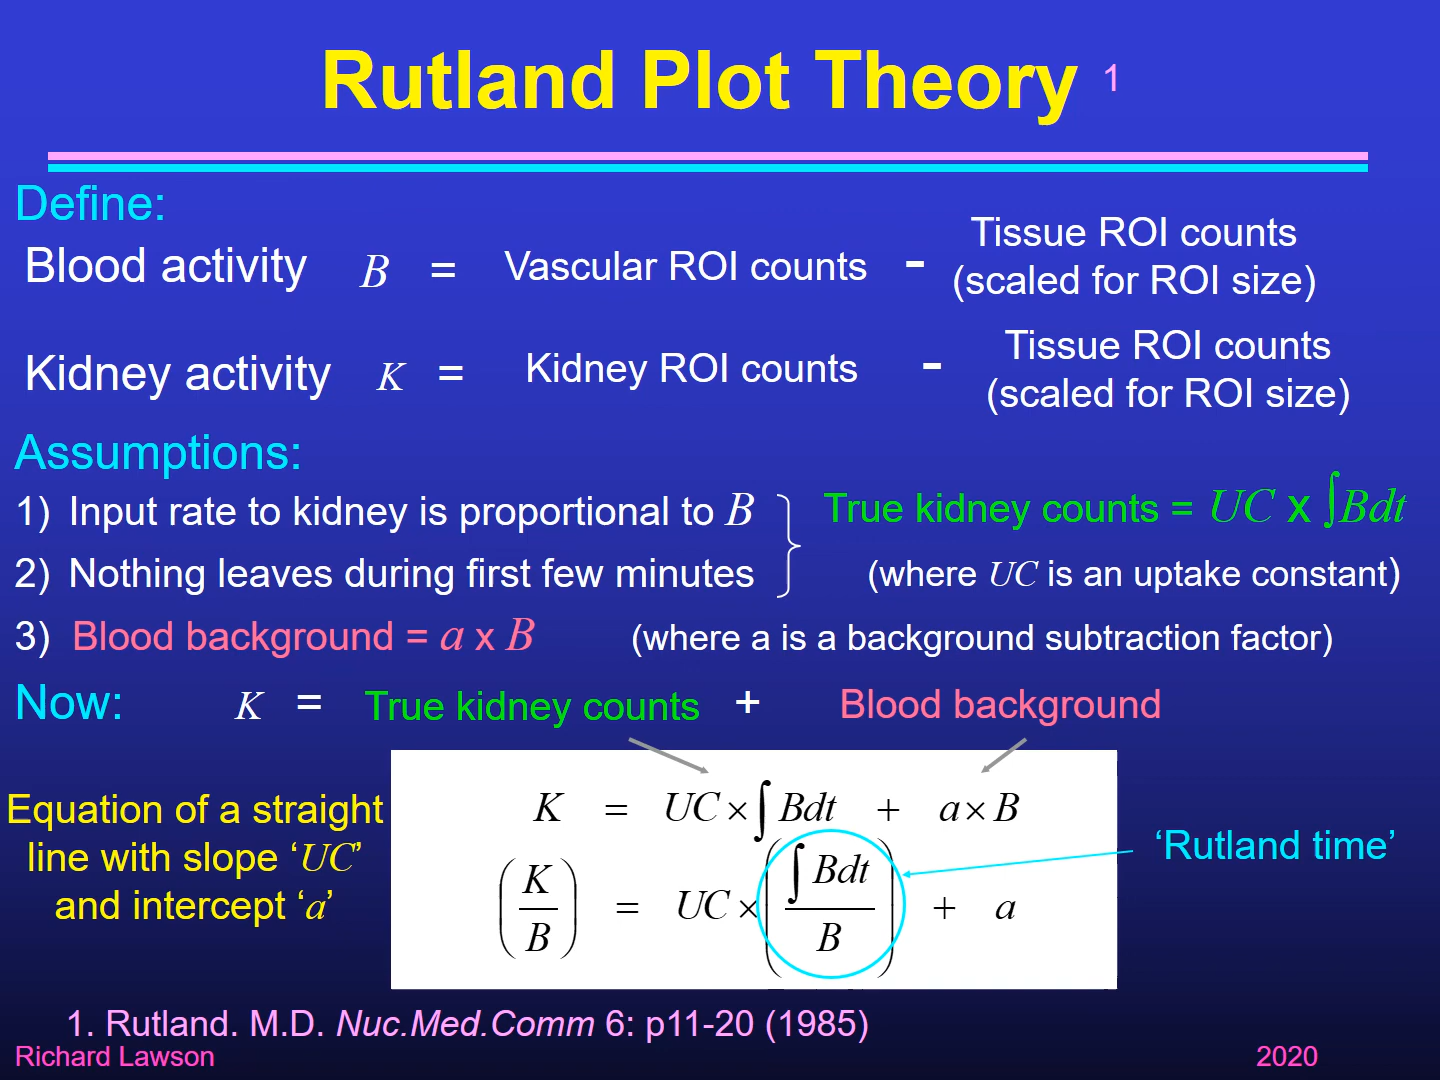 Rutland Plot Theory 1
Define:
Blood activity B = Vascular ROI counts - Tissue ROI counts (scaled for ROI size)
Kidney activity K = Kidney ROI counts - Tissue ROI counts (scaled for ROI size)
Assumptions:
1) Input rate to kidney is proportional to B
2) Nothing leaves during first few minutes
True kidney counts = UC x ∫Bdt
(where UC is an uptake constant)
3) Blood background = a x B (where a is a background subtraction factor)
Now: K = True kidney counts + Blood background
K = UC × ∫Bdt + a × B
(K/B) = UC × (∫Bdt/B) + a
Equation of a straight
line with slope ‘UC’
and intercept ‘a’
‘Rutland time’
1. Rutland. M.D. Nuc.Med.Comm 6: p11-20 (1985)
Richard Lawson
2020